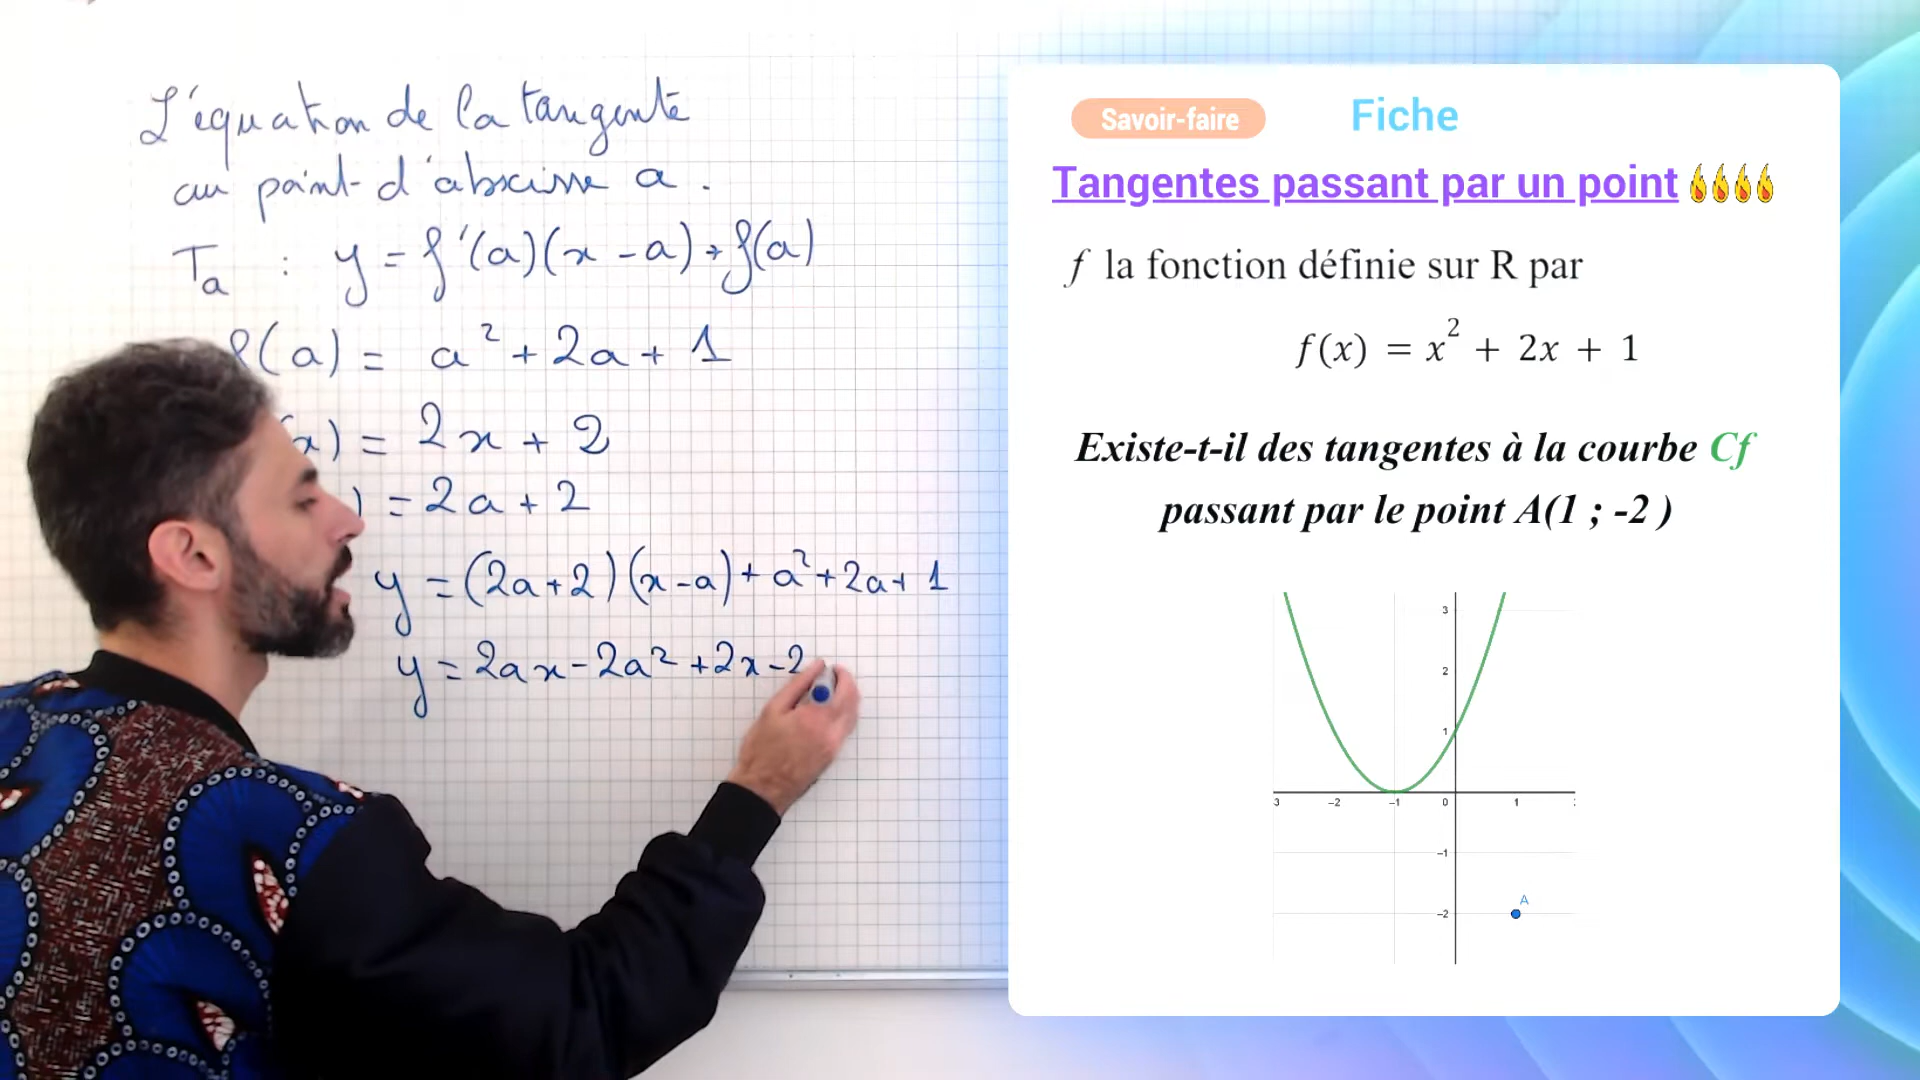 L'équation de la tangente
au point d'abscisse a .
Ta : y = f'(a)(x - a) + f(a)
f(a) = a² + 2a + 1
(x) = 2x + 2
) = 2a + 2
y = (2a+2)(x-a) + a² + 2a + 1
y = 2ax - 2a² + 2x - 2
Savoir-faire
Fiche
Tangentes passant par un point
f la fonction définie sur R par
f(x) = x² + 2x + 1
Existe-t-il des tangentes à la courbe Cf
passant par le point A(1 ; -2 )
3
2
1
3 -2 -1 0 1
-1
A
-2